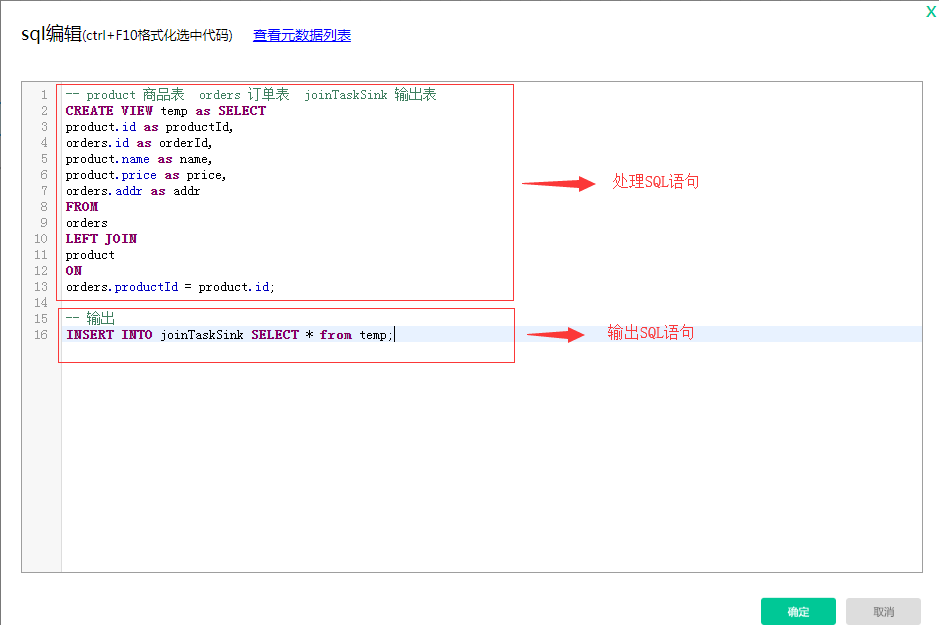 X
sql编辑(ctrl+F10格式化选中代码) 查看元数据列表
1 -- product 商品表 orders 订单表 joinTaskSink 输出表
2 CREATE VIEW temp as SELECT
3 product.id as productId,
4 orders.id as orderId,
5 product.name as name,
6 product.price as price,
7 orders.addr as addr
8 FROM
9 orders
10 LEFT JOIN
11 product
12 ON
13 orders.productId = product.id;
处理SQL语句
14
15 -- 输出
16 INSERT INTO joinTaskSink SELECT * from temp;
输出SQL语句
确定 取消